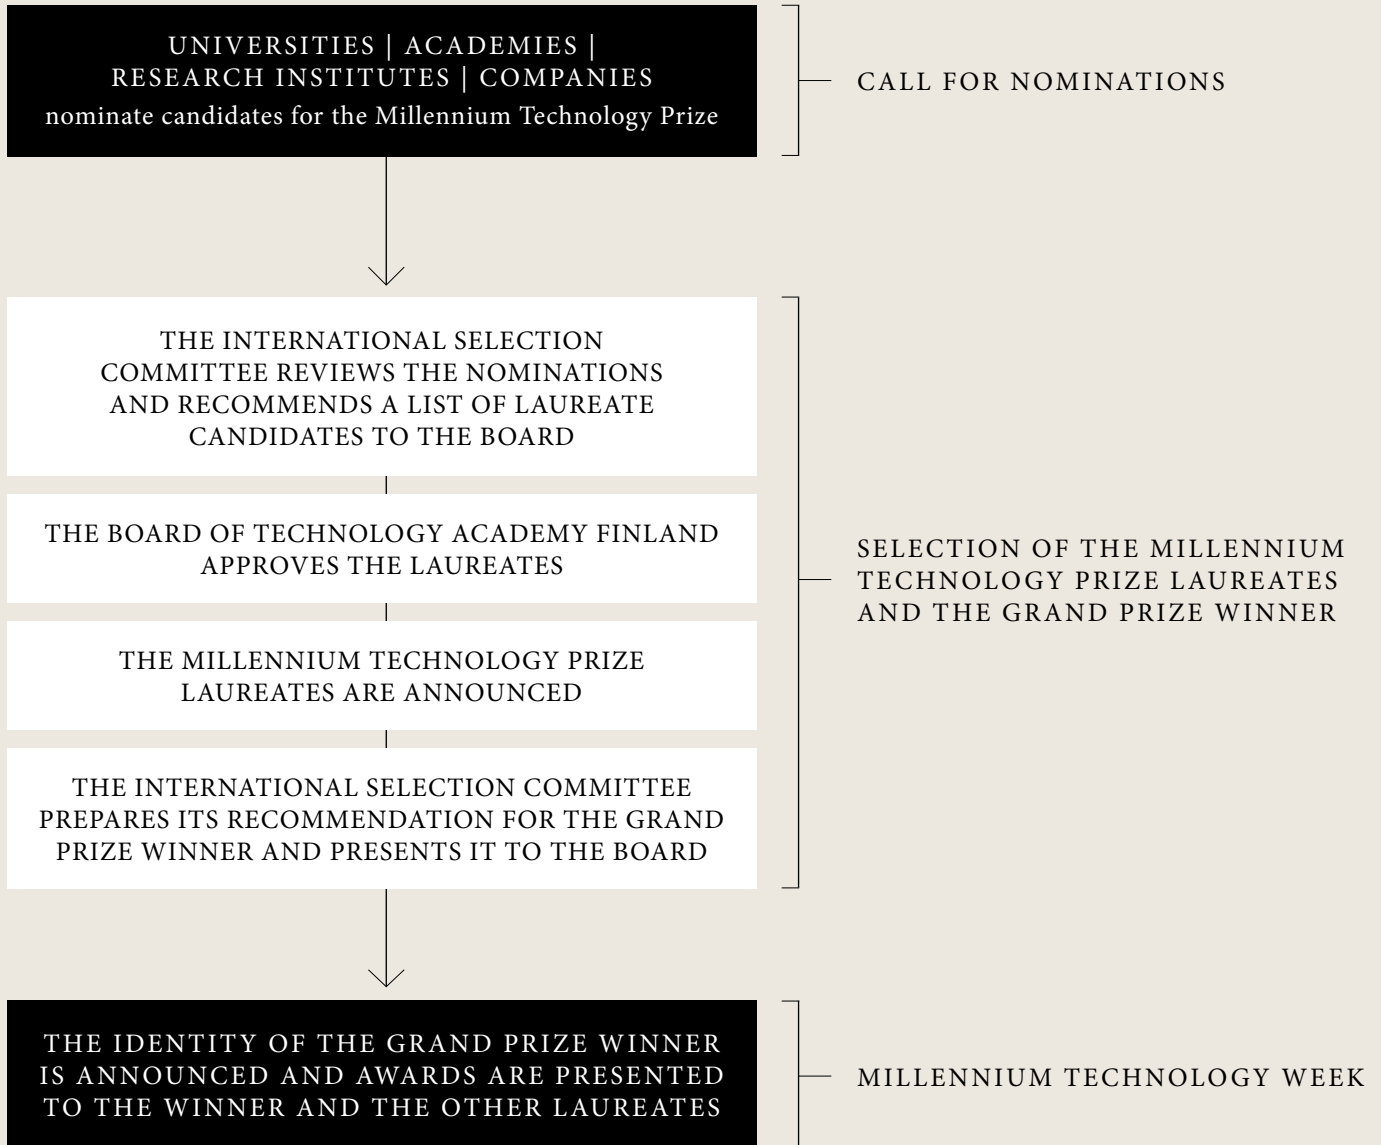 UNIVERSITIES | ACADEMIES |
RESEARCH INSTITUTES | COMPANIES
nominate candidates for the Millennium Technology Prize
CALL FOR NOMINATIONS
THE INTERNATIONAL SELECTION
COMMITTEE REVIEWS THE NOMINATIONS
AND RECOMMENDS A LIST OF LAUREATE
CANDIDATES TO THE BOARD
THE BOARD OF TECHNOLOGY ACADEMY FINLAND
APPROVES THE LAUREATES
THE MILLENNIUM TECHNOLOGY PRIZE
LAUREATES ARE ANNOUNCED
THE INTERNATIONAL SELECTION COMMITTEE
PREPARES ITS RECOMMENDATION FOR THE GRAND
PRIZE WINNER AND PRESENTS IT TO THE BOARD
SELECTION OF THE MILLENNIUM
TECHNOLOGY PRIZE LAUREATES
AND THE GRAND PRIZE WINNER
THE IDENTITY OF THE GRAND PRIZE WINNER
IS ANNOUNCED AND AWARDS ARE PRESENTED
TO THE WINNER AND THE OTHER LAUREATES
MILLENNIUM TECHNOLOGY WEEK